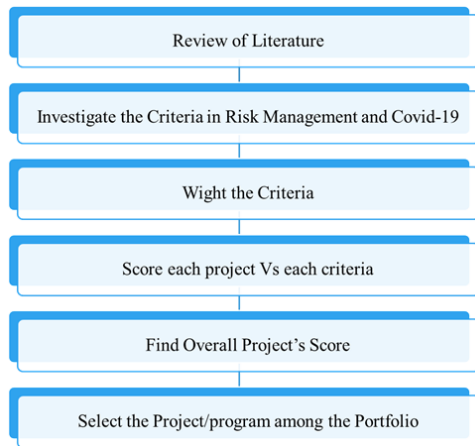 Review of Literature
Investigate the Criteria in Risk Management and Covid-19
Wight the Criteria
Score each project Vs each criteria
Find Overall Project’s Score
Select the Project/program among the Portfolio